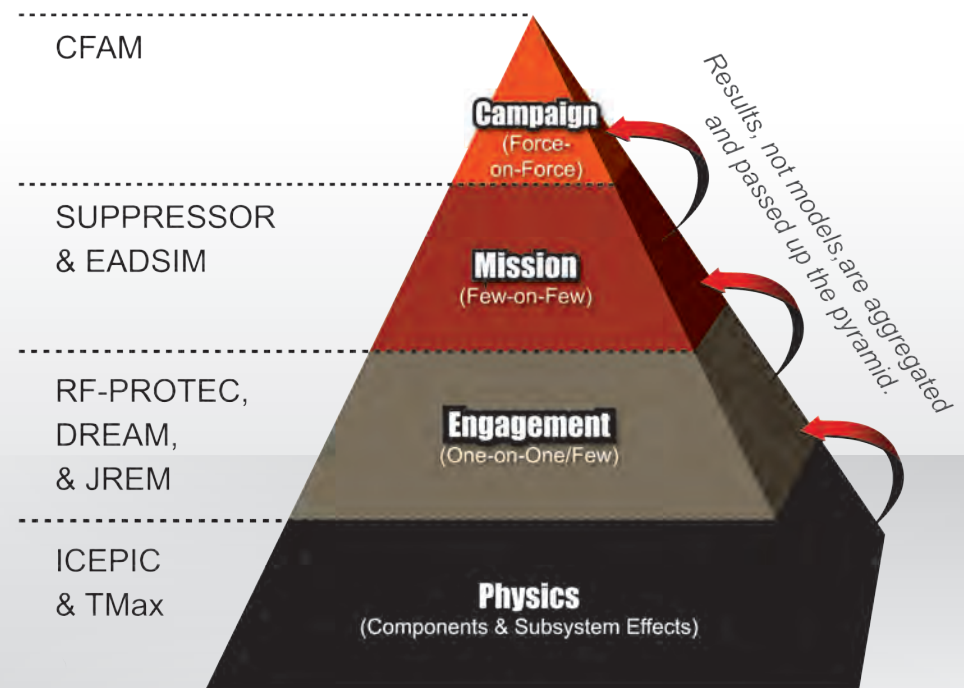 CFAM
Campaign
(Force-
on-Force)
SUPPRESSOR
& EADSIM
Mission
(Few-on-Few)
RF-PROTEC,
DREAM,
& JREM
Engagement
(One-on-One/Few)
ICEPIC
& TMax
Physics
(Components & Subsystem Effects)
Results, not models,are aggregated
and passed up the pyramid.